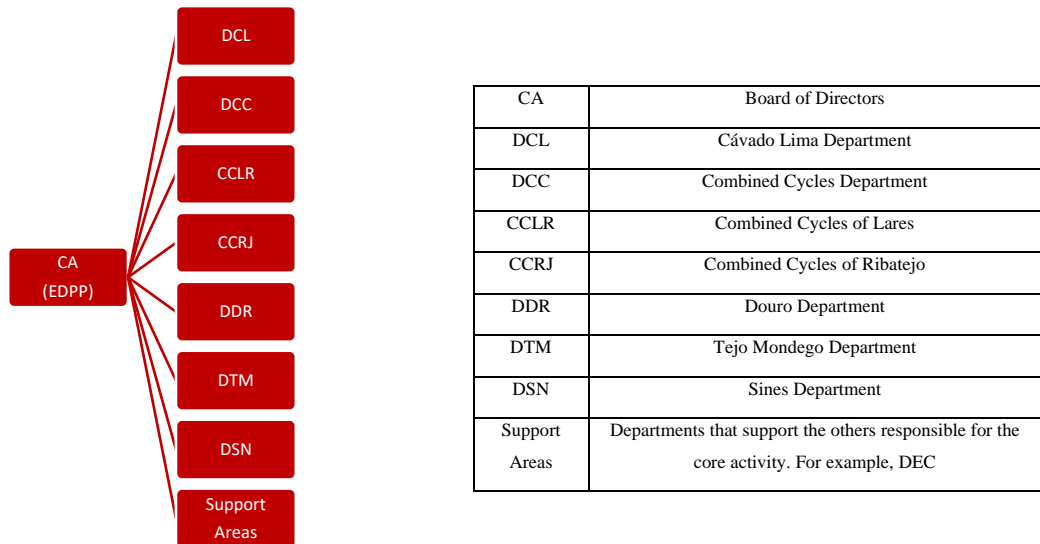 DCL
DCC
CCLR
CCRJ
CA
(EDPP)
DDR
DTM
DSN
Support
Areas
CA Board of Directors
DCL Cávado Lima Department
DCC Combined Cycles Department
CCLR Combined Cycles of Lares
CCRJ Combined Cycles of Ribatejo
DDR Douro Department
DTM Tejo Mondego Department
DSN Sines Department
Support Departments that support the others responsible for the
Areas core activity. For example, DEC